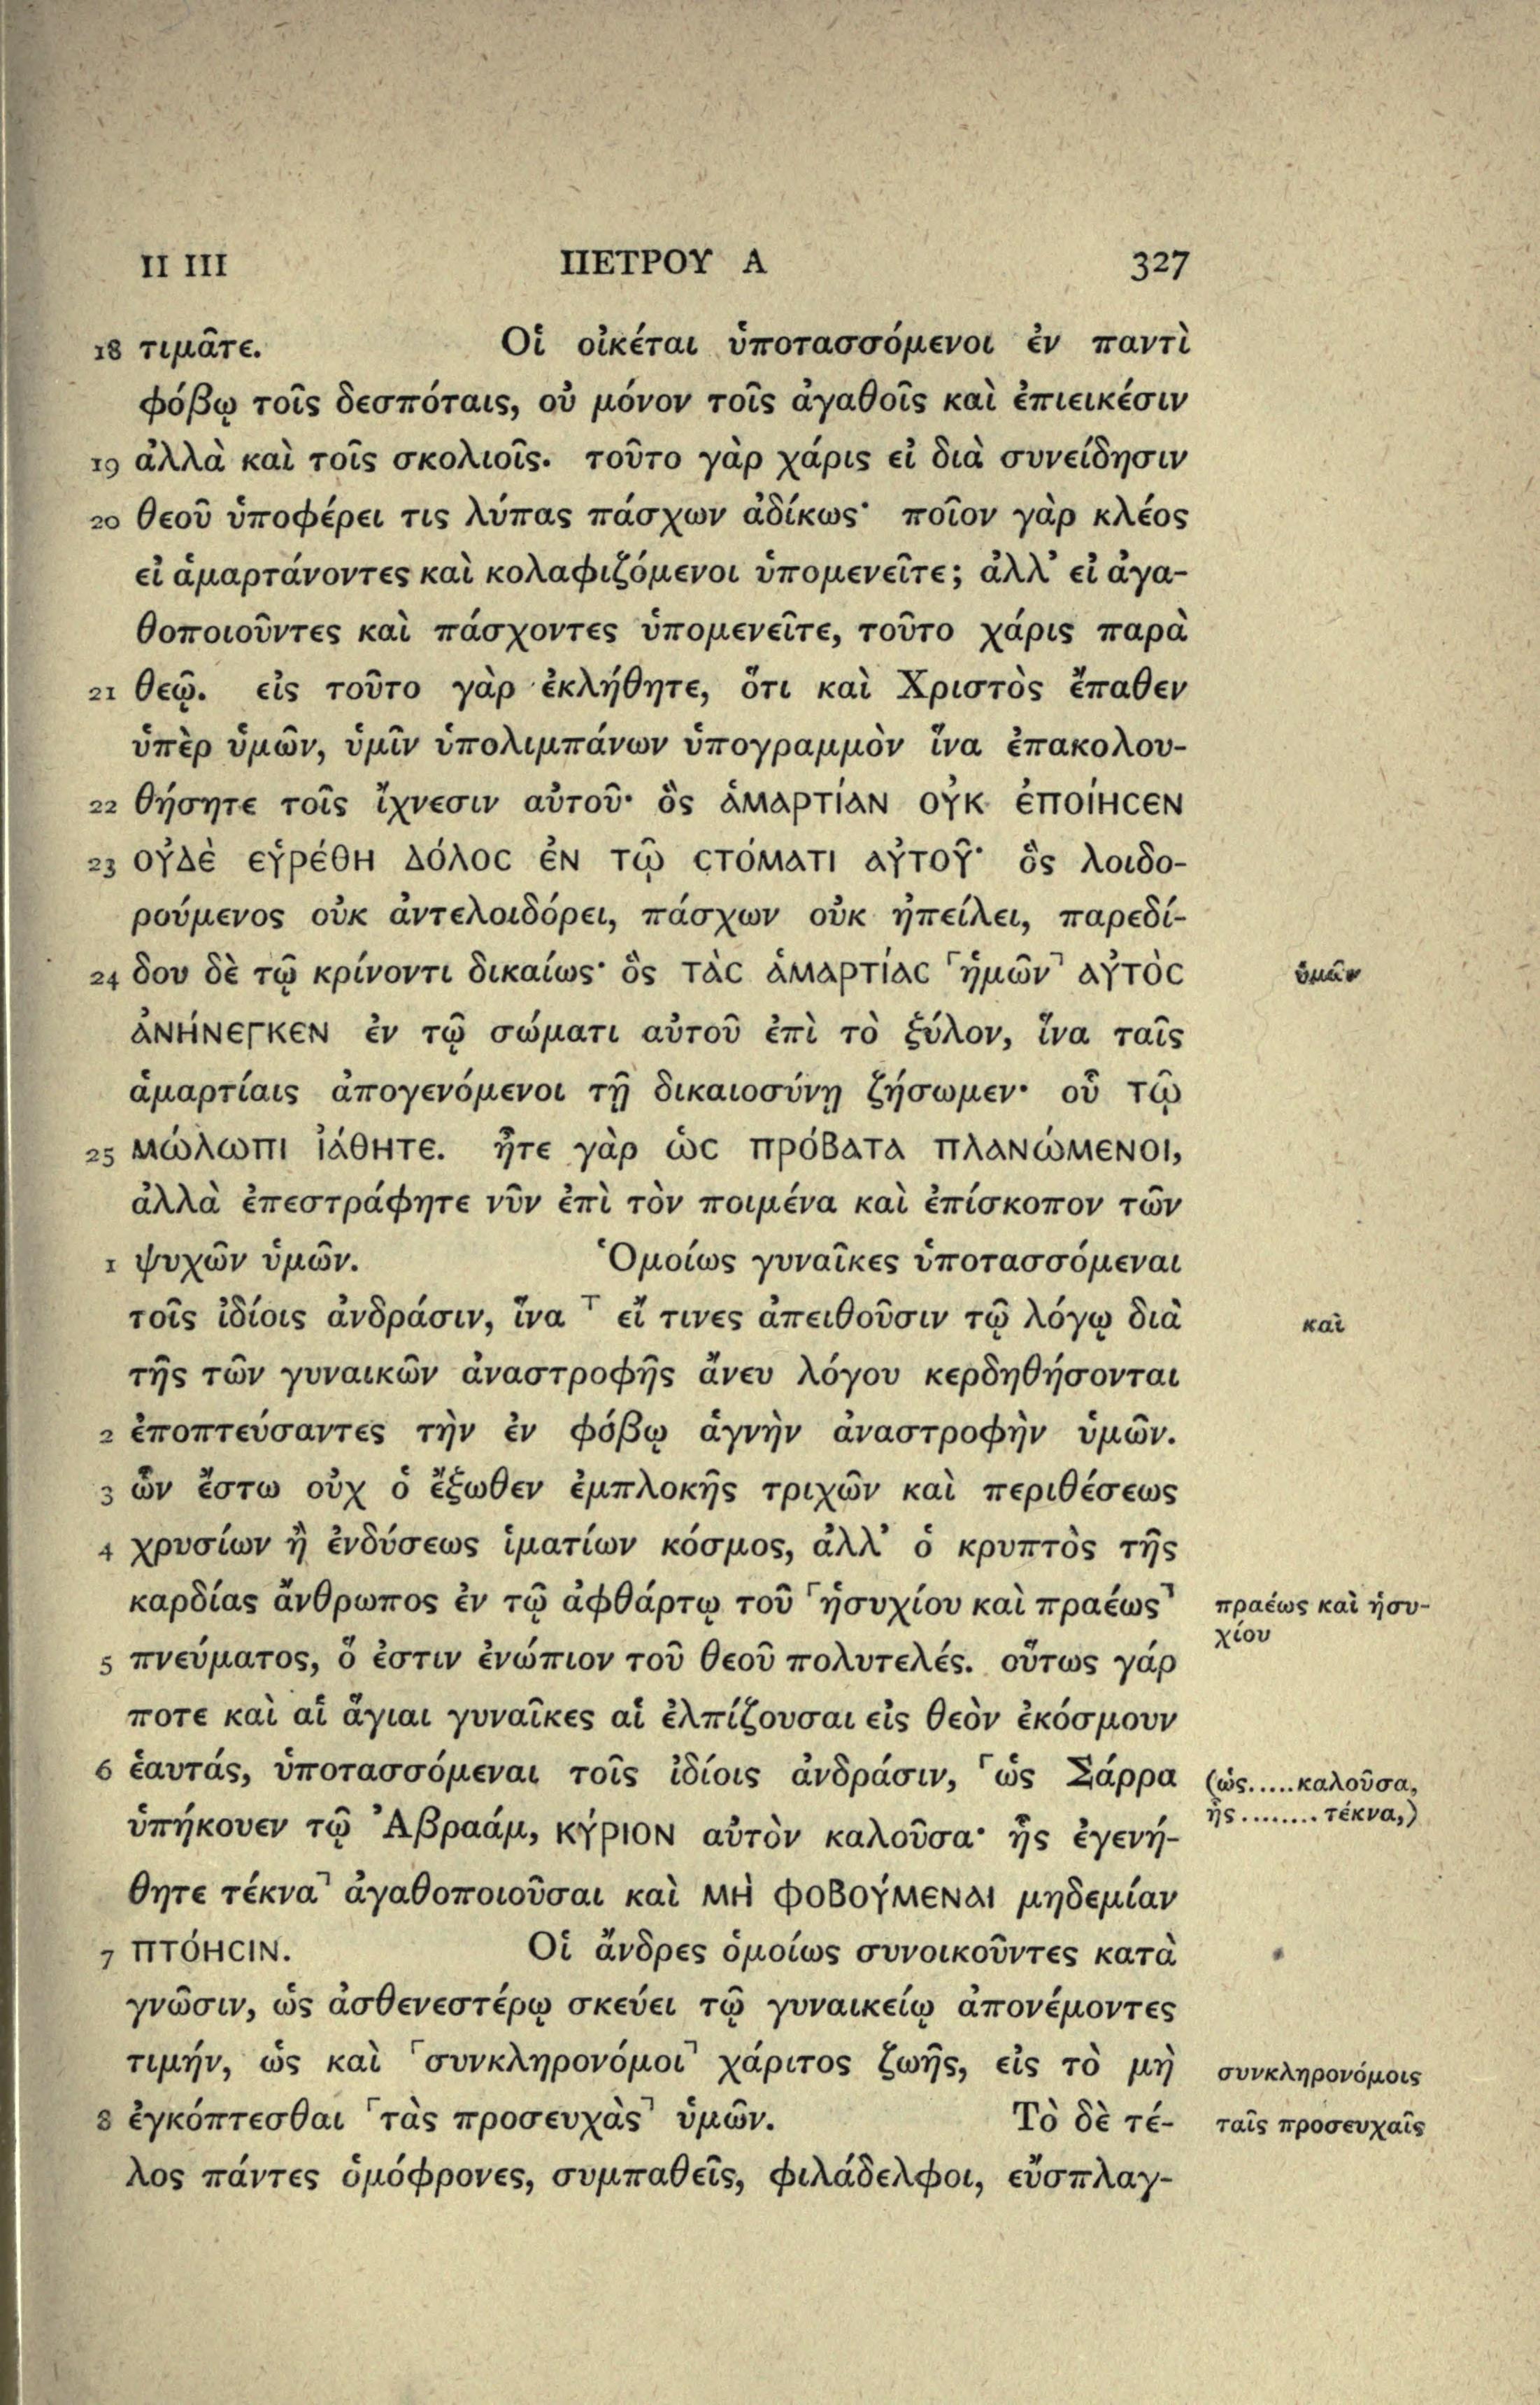 II III ΠΕΤΡΟΥ Α 327
18 τιμᾶτε. Οἱ οἰκέται ὑποτασσόμενοι ἐν παντὶ
φόβῳ τοῖς δεσπόταις, οὐ μόνον τοῖς ἀγαθοῖς καὶ ἐπιεικέσιν
19 ἀλλὰ καὶ τοῖς σκολιοῖς. τοῦτο γὰρ χάρις εἰ διὰ συνείδησιν
20 θεοῦ ὑποφέρει τις λύπας πάσχων ἀδίκως· ποῖον γὰρ κλέος
εἰ ἁμαρτάνοντες καὶ κολαφιζόμενοι ὑπομενεῖτε; ἀλλ’ εἰ ἀγα-
θοποιοῦντες καὶ πάσχοντες ὑπομενεῖτε, τοῦτο χάρις παρὰ
21 θεῷ. εἰς τοῦτο γὰρ ἐκλήθητε, ὅτι καὶ Χριστὸς ἔπαθεν
ὑπὲρ ὑμῶν, ὑμῖν ὑπολιμπάνων ὑπογραμμὸν ἵνα ἐπακολου-
22 θήσητε τοῖς ἴχνεσιν αὐτοῦ· ὃς ἁμαρτίαν οὐκ ἐποίησεν
23 οὐδὲ εὑρέθη δόλος ἐν τῷ στόματι αὐτοῦ· ὃς λοιδο-
ρούμενος οὐκ ἀντελοιδόρει, πάσχων οὐκ ἠπείλει, παρεδί-
24 δου δὲ τῷ κρίνοντι δικαίως· ὃς τὰς ἁμαρτίας ⸢ἡμῶν⸣ αὐτὸς ὑμῶν
ἀνήνεγκεν ἐν τῷ σώματι αὐτοῦ ἐπὶ τὸ ξύλον, ἵνα ταῖς
ἁμαρτίαις ἀπογενόμενοι τῇ δικαιοσύνῃ ζήσωμεν· οὗ τῷ
25 μώλωπι ἰάθητε. ἦτε γὰρ ὡς πρόβατα πλανώμενοι,
ἀλλὰ ἐπεστράφητε νῦν ἐπὶ τὸν ποιμένα καὶ ἐπίσκοπον τῶν
1 ψυχῶν ὑμῶν. Ὁμοίως γυναῖκες ὑποτασσόμεναι
τοῖς ἰδίοις ἀνδράσιν, ἵνα ⸆ εἴ τινες ἀπειθοῦσιν τῷ λόγῳ διὰ καὶ
τῆς τῶν γυναικῶν ἀναστροφῆς ἄνευ λόγου κερδηθήσονται
2 ἐποπτεύσαντες τὴν ἐν φόβῳ ἁγνὴν ἀναστροφὴν ὑμῶν.
3 ὧν ἔστω οὐχ ὁ ἔξωθεν ἐμπλοκῆς τριχῶν καὶ περιθέσεως
4 χρυσίων ἢ ἐνδύσεως ἱματίων κόσμος, ἀλλ’ ὁ κρυπτὸς τῆς
καρδίας ἄνθρωπος ἐν τῷ ἀφθάρτῳ τοῦ ⸢ἡσυχίου καὶ πραέως⸣ πραέως καὶ ἡσυ-
χίου
5 πνεύματος, ὅ ἐστιν ἐνώπιον τοῦ θεοῦ πολυτελές. οὕτως γάρ
ποτε καὶ αἱ ἅγιαι γυναῖκες αἱ ἐλπίζουσαι εἰς θεὸν ἐκόσμουν
6 ἑαυτάς, ὑποτασσόμεναι τοῖς ἰδίοις ἀνδράσιν, ⸢ὡς Σάρρα (ὡς.....καλοῦσα,
ὑπήκουεν τῷ Ἀβραάμ, κύριον αὐτὸν καλοῦσα· ἧς ἐγενή- ἧς........τέκνα,)
θητε τέκνα⸣ ἀγαθοποιοῦσαι καὶ μὴ φοβούμεναι μηδεμίαν
7 πτόησιν. Οἱ ἄνδρες ὁμοίως συνοικοῦντες κατὰ
γνῶσιν, ὡς ἀσθενεστέρῳ σκεύει τῷ γυναικείῳ ἀπονέμοντες
τιμήν, ὡς καὶ ⸢συνκληρονόμοι⸣ χάριτος ζωῆς, εἰς τὸ μὴ συνκληρονόμοις
8 ἐγκόπτεσθαι ⸢τὰς προσευχὰς⸣ ὑμῶν. Τὸ δὲ τέ- ταῖς προσευχαῖς
λος πάντες ὁμόφρονες, συμπαθεῖς, φιλάδελφοι, εὔσπλαγ-